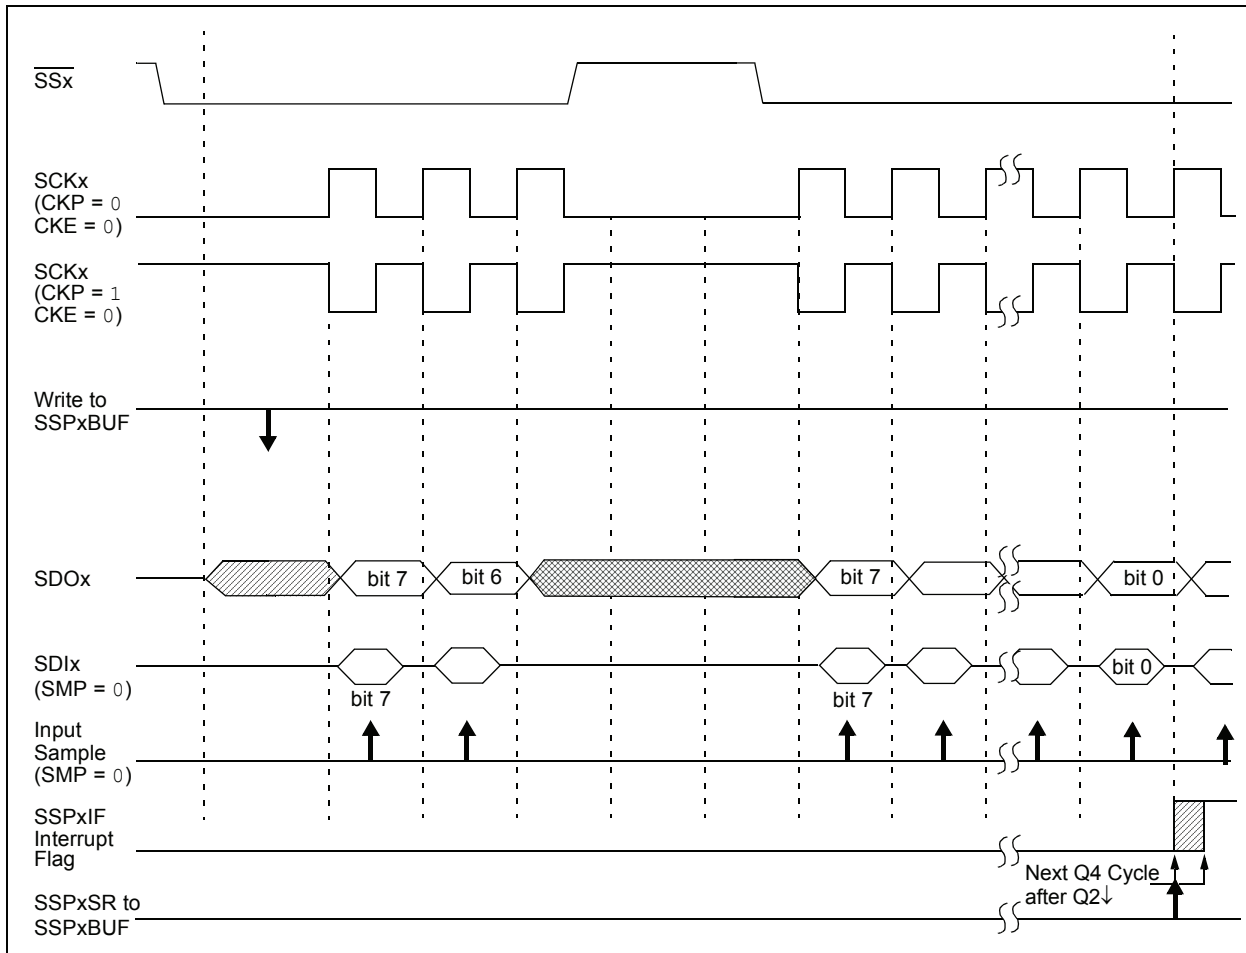 SSx
SCKx
(CKP = 0
CKE = 0)
SCKx
(CKP = 1
CKE = 0)
Write to
SSPxBUF
SDOx
bit 7
bit 6
bit 7
bit 0
SDIx
(SMP = 0)
bit 7
bit 7
bit 0
Input
Sample
(SMP = 0)
SSPxIF
Interrupt
Flag
Next Q4 Cycle
after Q2↓
SSPxSR to
SSPxBUF